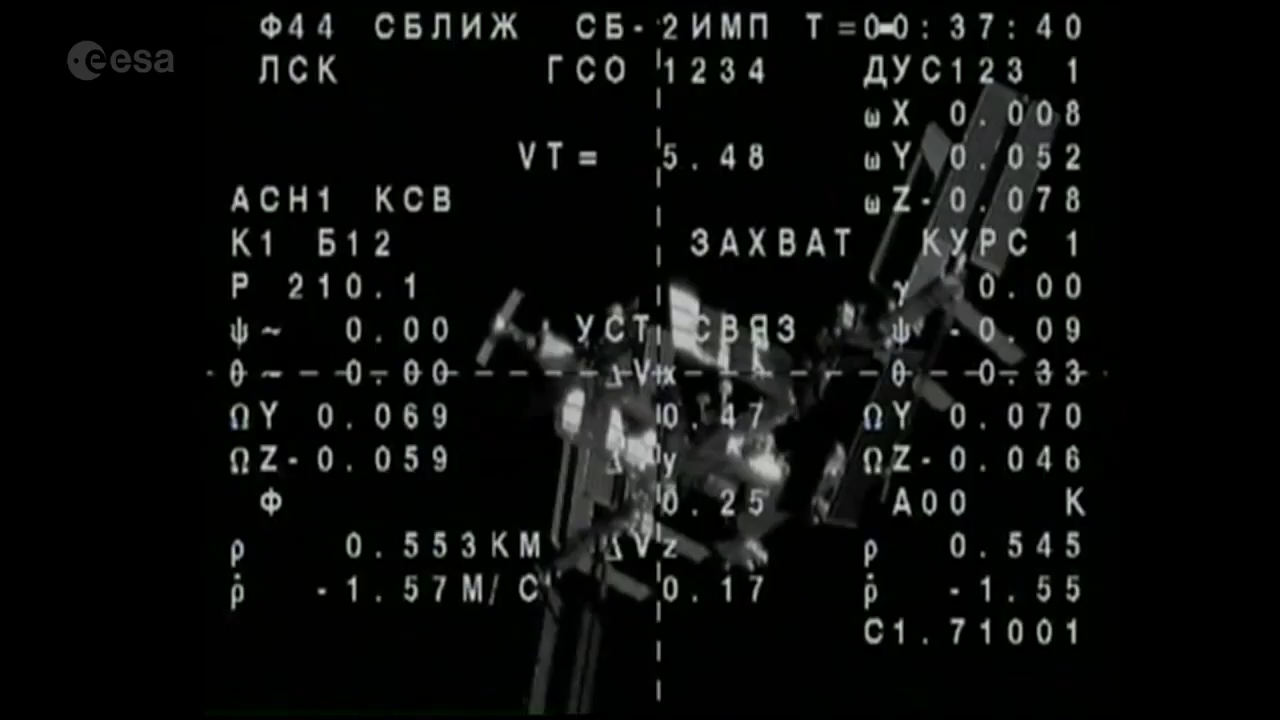 Ф44 СБЛИЖ СБ-2ИМП Т=00:37:40
esa
ЛСК ГСО 1234 ДУС123 1
ωX 0.008
VT= 5.48 ωY 0.052
АСН1 КСВ ωZ-0.078
К1 Б12 ЗАХВАТ КУРС 1
Р 210.1 γ 0.00
ψ~ 0.00 УСТ СВЯЗ ψ -0.09
θ ~ 0.00 ΔVx θ -0.33
ΩY 0.069 0.47 ΩY 0.070
ΩZ-0.059 Δ y ΩZ-0.046
Ф 0.25 А00 К
ρ 0.553КМ ΔVz ρ 0.545
ρ̇ -1.57М/С 0.17 ρ̇ -1.55
С1.71001